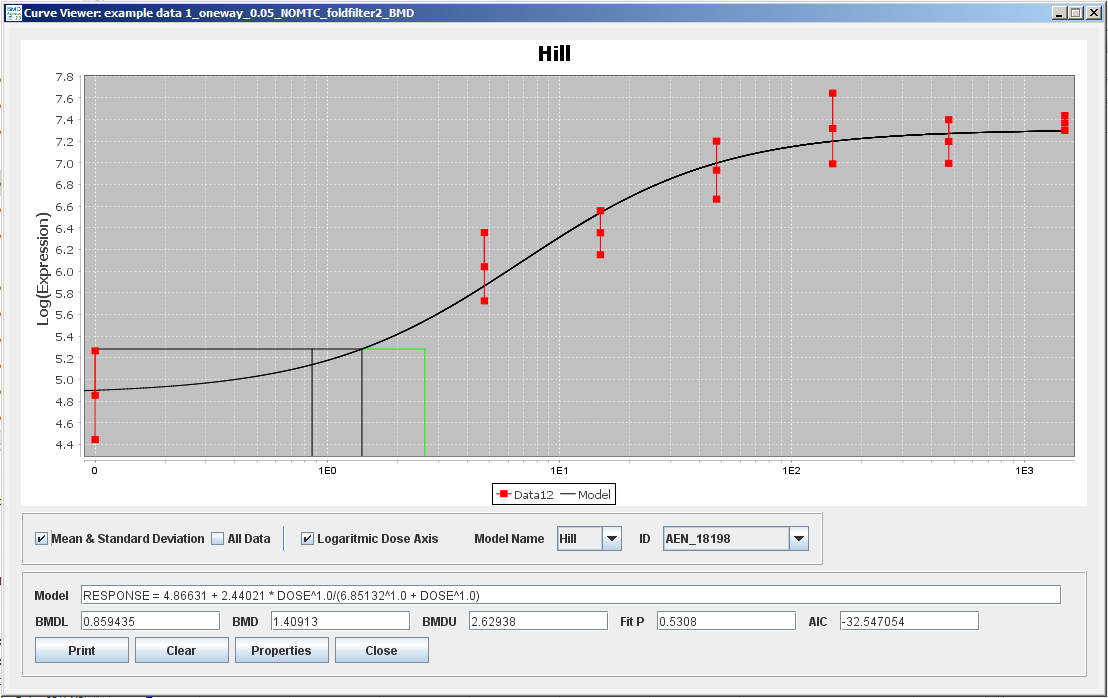 Curve Viewer: example data 1_oneway_0.05_NOMTC_foldfilter2_BMD
Hill
Log(Expression)
7.8
7.6
7.4
7.2
7.0
6.8
6.6
6.4
6.2
6.0
5.8
5.6
5.4
5.2
5.0
4.8
4.6
4.4
0 1E0 1E1 1E2 1E3
Data12 Model
Mean & Standard Deviation All Data Logaritmic Dose Axis Model Name Hill ID AEN_18198
Model RESPONSE = 4.86631 + 2.44021 * DOSE^1.0/(6.85132^1.0 + DOSE^1.0)
BMDL 0.859435 BMD 1.40913 BMDU 2.62938 Fit P 0.5308 AIC -32.547054
Print Clear Properties Close